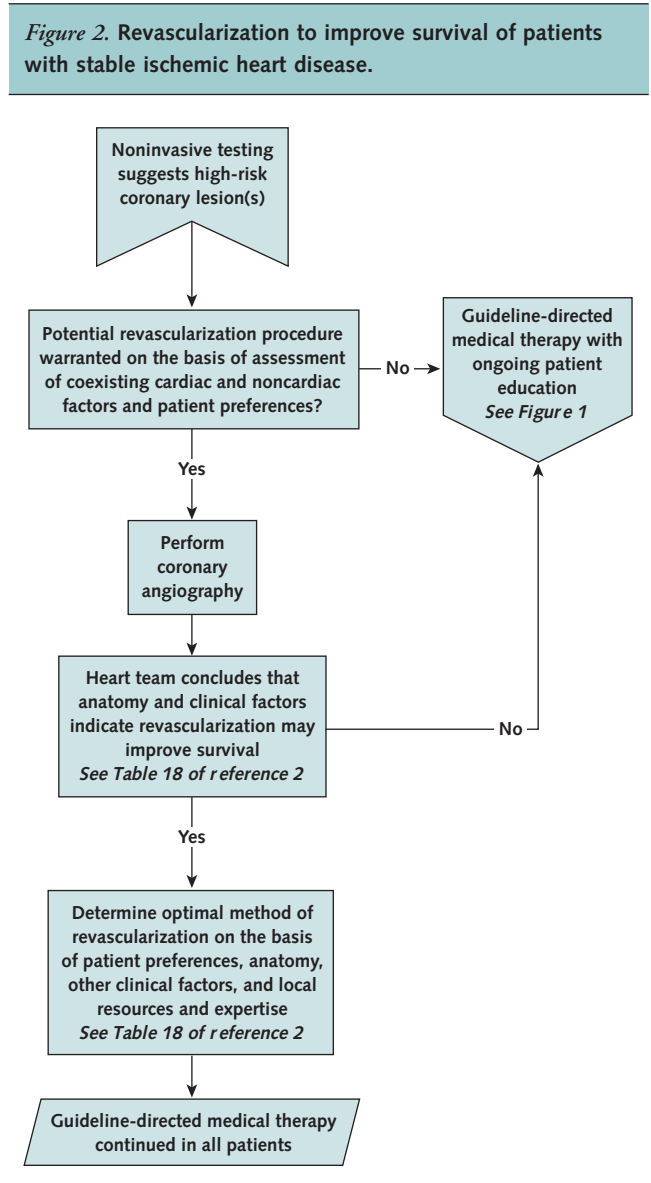 Figure 2. Revascularization to improve survival of patients
with stable ischemic heart disease.
Noninvasive testing
suggests high-risk
coronary lesion(s)
Potential revascularization procedure
warranted on the basis of assessment
of coexisting cardiac and noncardiac
factors and patient preferences?
No
Guideline-directed
medical therapy with
ongoing patient
education
See Figure 1
Yes
Perform
coronary
angiography
Heart team concludes that
anatomy and clinical factors
indicate revascularization may
improve survival
See Table 18 of reference 2
No
Yes
Determine optimal method of
revascularization on the basis
of patient preferences, anatomy,
other clinical factors, and local
resources and expertise
See Table 18 of reference 2
Guideline-directed medical therapy
continued in all patients